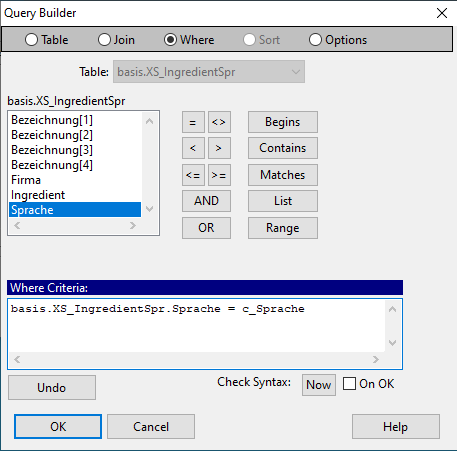 Query Builder
Table Join Where Sort Options
Table: basis.XS_IngredientSpr
basis.XS_IngredientSpr
Bezeichnung[1]
Bezeichnung[2]
Bezeichnung[3]
Bezeichnung[4]
Firma
Ingredient
Sprache
= <> Begins
< > Contains
<= >= Matches
AND List
OR Range
Where Criteria:
basis.XS_IngredientSpr.Sprache = c_Sprache
Undo Check Syntax: Now On OK
OK Cancel Help